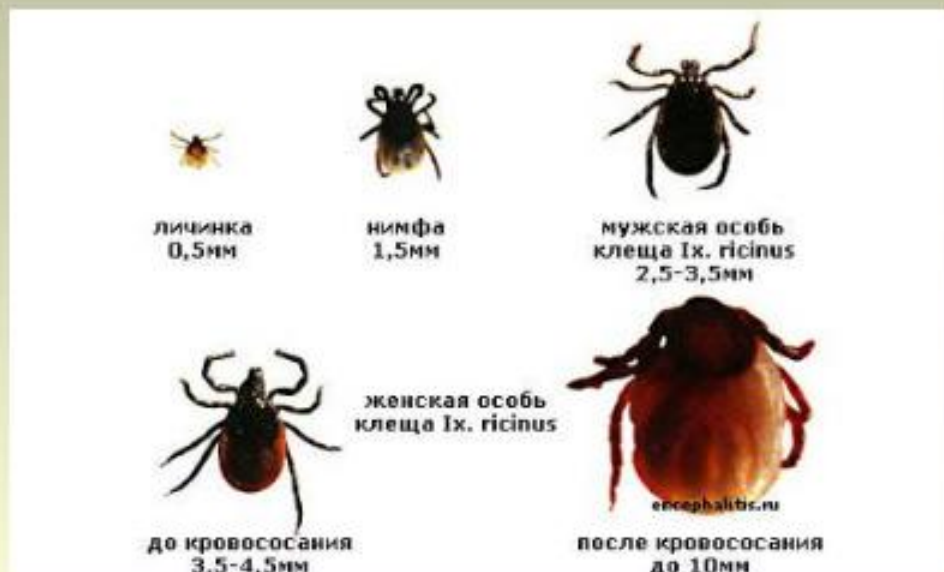 личинка
0,5мм
нимфа
1,5мм
мужская особь
клеща Ix. ricinus
2,5-3,5мм
женская особь
клеща Ix. ricinus
encephalitis.ru
до кровососания
3,5-4,5мм
после кровососания
до 10мм